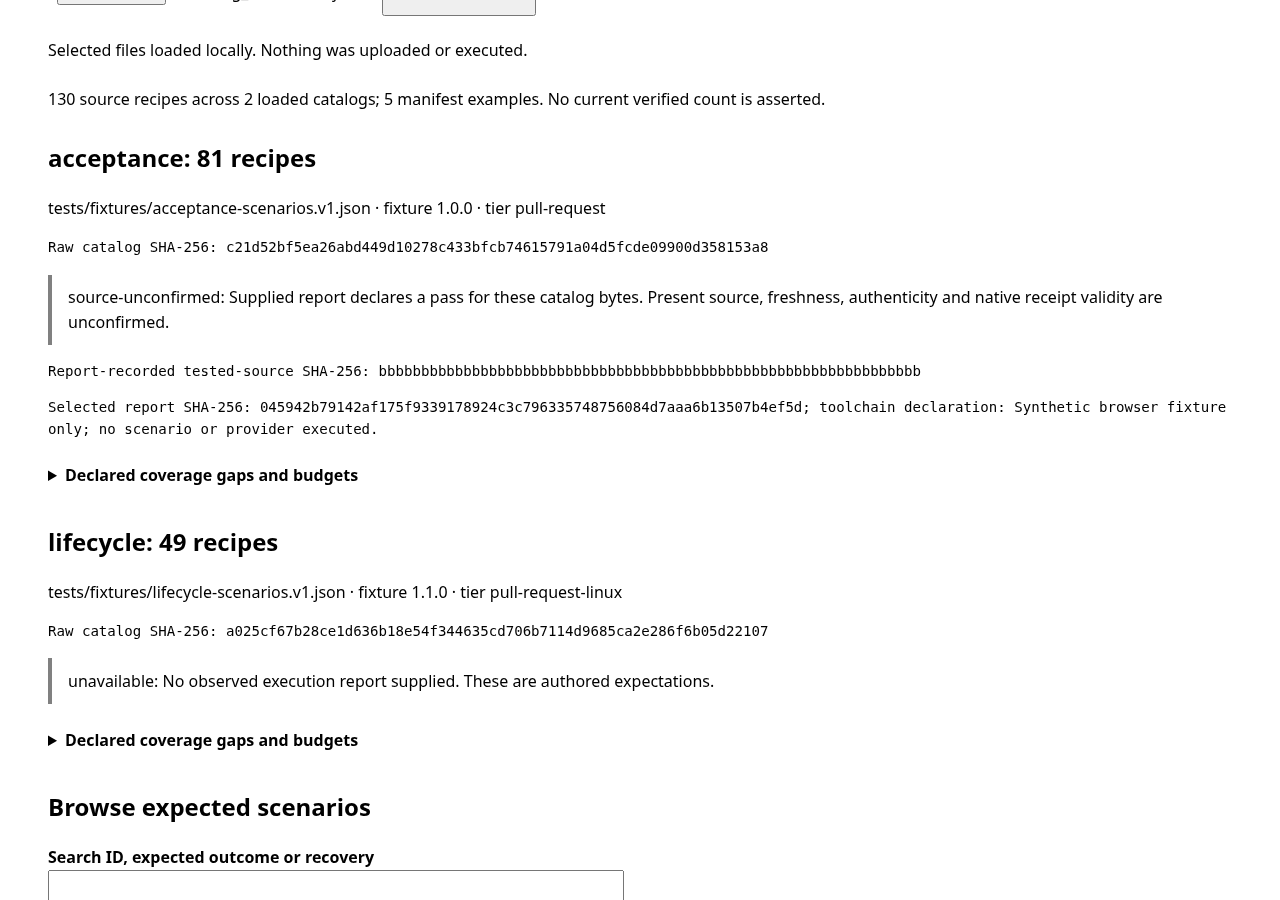 Selected files loaded locally. Nothing was uploaded or executed.
130 source recipes across 2 loaded catalogs; 5 manifest examples. No current verified count is asserted.
acceptance: 81 recipes
tests/fixtures/acceptance-scenarios.v1.json · fixture 1.0.0 · tier pull-request
Raw catalog SHA-256: c21d52bf5ea26abd449d10278c433bfcb74615791a04d5fcde09900d358153a8
source-unconfirmed: Supplied report declares a pass for these catalog bytes. Present source, freshness, authenticity and native receipt validity are
unconfirmed.
Report-recorded tested-source SHA-256: bbbbbbbbbbbbbbbbbbbbbbbbbbbbbbbbbbbbbbbbbbbbbbbbbbbbbbbbbbbbbbbb
Selected report SHA-256: 045942b79142af175f9339178924c3c796335748756084d7aaa6b13507b4ef5d; toolchain declaration: Synthetic browser fixture
only; no scenario or provider executed.
Declared coverage gaps and budgets
lifecycle: 49 recipes
tests/fixtures/lifecycle-scenarios.v1.json · fixture 1.1.0 · tier pull-request-linux
Raw catalog SHA-256: a025cf67b28ce1d636b18e54f344635cd706b7114d9685ca2e286f6b05d22107
unavailable: No observed execution report supplied. These are authored expectations.
Declared coverage gaps and budgets
Browse expected scenarios
Search ID, expected outcome or recovery